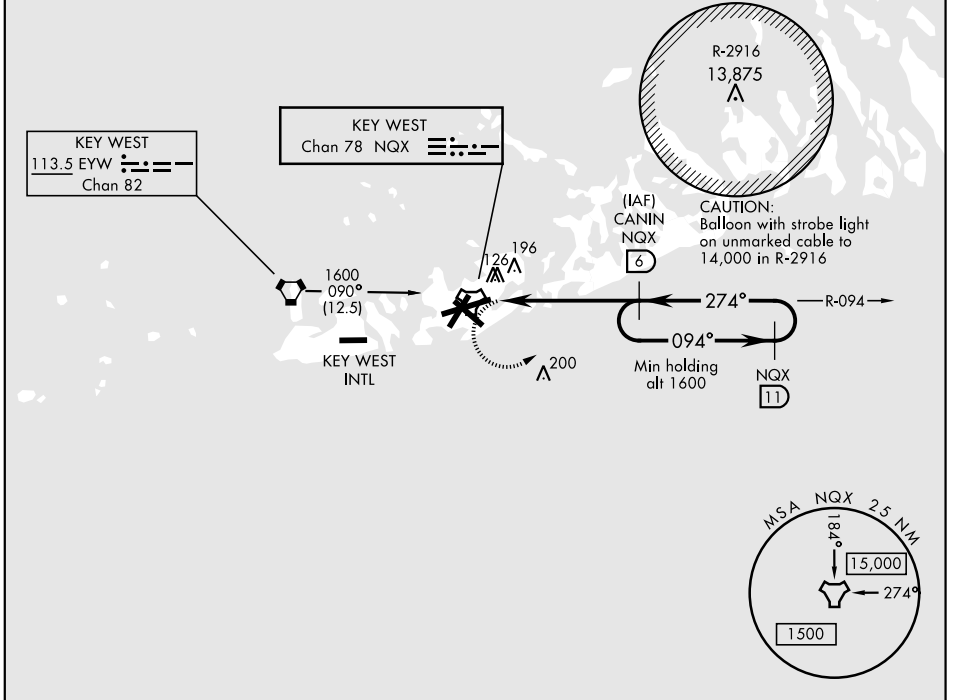 R-2916
13,875
KEY WEST
113.5 EYW
Chan 82
KEY WEST
Chan 78 NQX
(IAF)
CANIN
NQX
6
CAUTION:
Balloon with strobe light
on unmarked cable to
14,000 in R-2916
196
126
1600
090°
(12.5)
274°
R-094
094°
Min holding
alt 1600
NQX
11
200
KEY WEST
INTL
MSA NQX 25 NM
184°
15,000
274°
1500